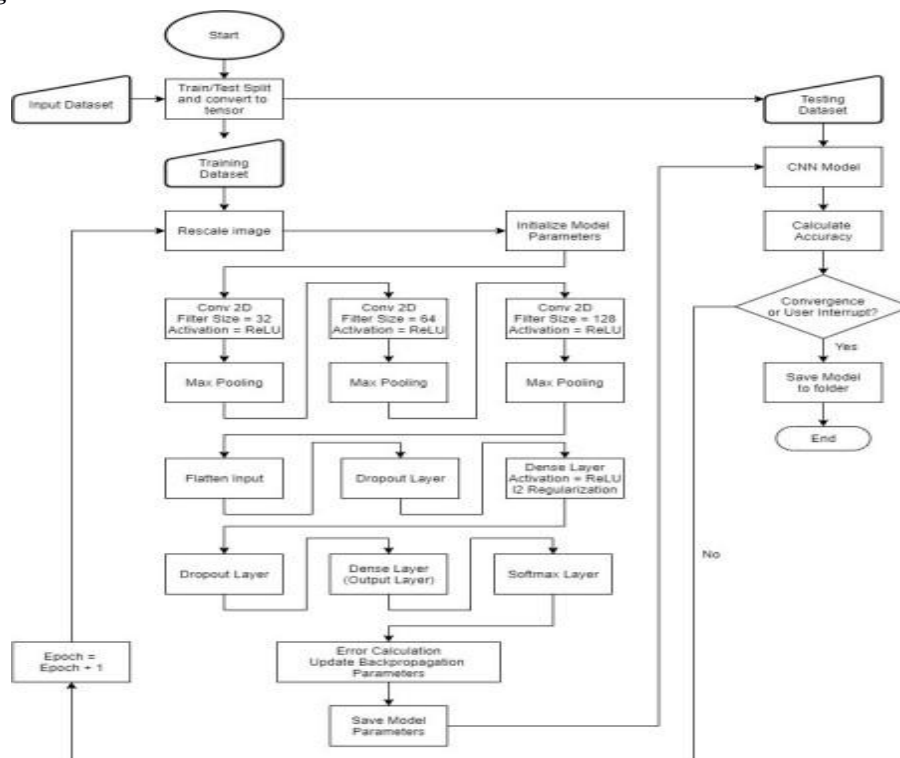 Start
Input Dataset
Train/Test Split
and convert to
tensor
Testing
Dataset
Training
Dataset
CNN Model
Rescale image
Initialize Model
Parameters
Calculate
Accuracy
Conv 2D
Filter Size = 32
Activation = ReLU
Conv 2D
Filter Size = 64
Activation = ReLU
Conv 2D
Filter Size = 128
Activation = ReLU
Convergence
or User Interrupt?
Yes
Max Pooling
Max Pooling
Max Pooling
Save Model
to folder
End
Flatten Input
Dropout Layer
Dense Layer
Activation = ReLU
l2 Regularization
No
Dropout Layer
Dense Layer
(Output Layer)
Softmax Layer
Epoch =
Epoch + 1
Error Calculation
Update Backpropagation
Parameters
Save Model
Parameters